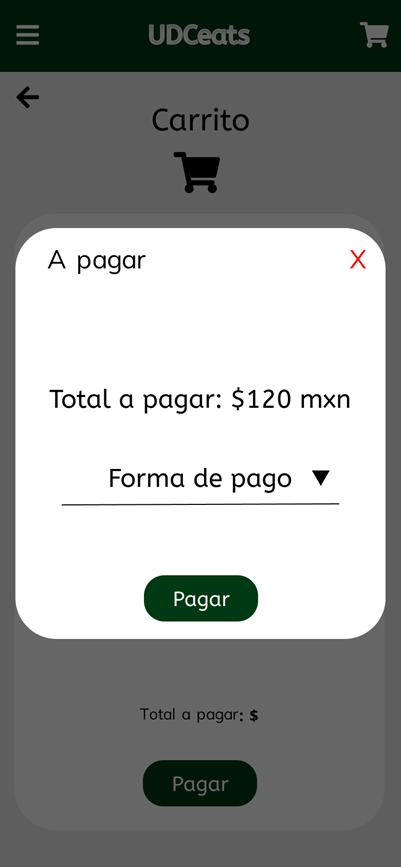 UDCeats
Carrito
A pagar X
Total a pagar: $120 mxn
Forma de pago ▼
Pagar
Total a pagar: $
Pagar